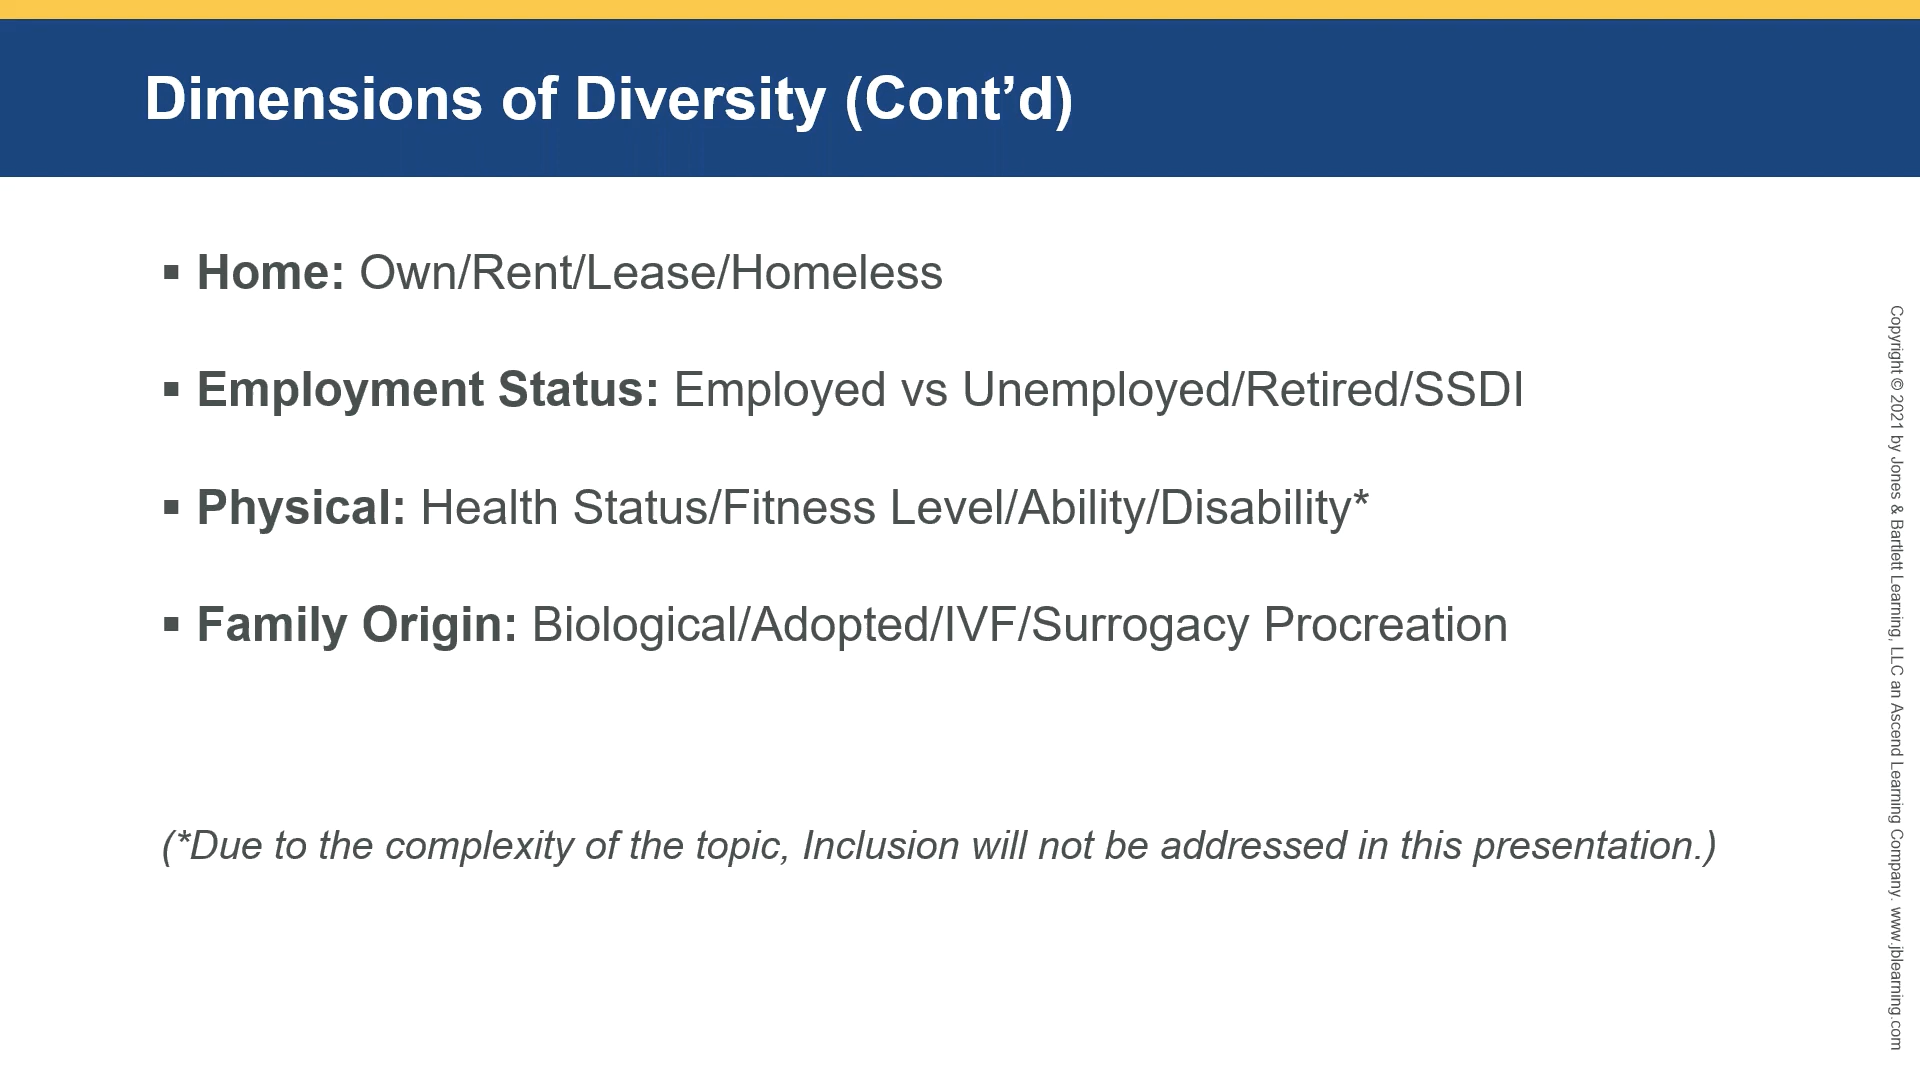 Dimensions of Diversity (Cont’d)
▪ Home: Own/Rent/Lease/Homeless
▪ Employment Status: Employed vs Unemployed/Retired/SSDI
▪ Physical: Health Status/Fitness Level/Ability/Disability*
▪ Family Origin: Biological/Adopted/IVF/Surrogacy Procreation
(*Due to the complexity of the topic, Inclusion will not be addressed in this presentation.)
Copyright © 2021 by Jones & Bartlett Learning, LLC an Ascend Learning Company. www.jblearning.com